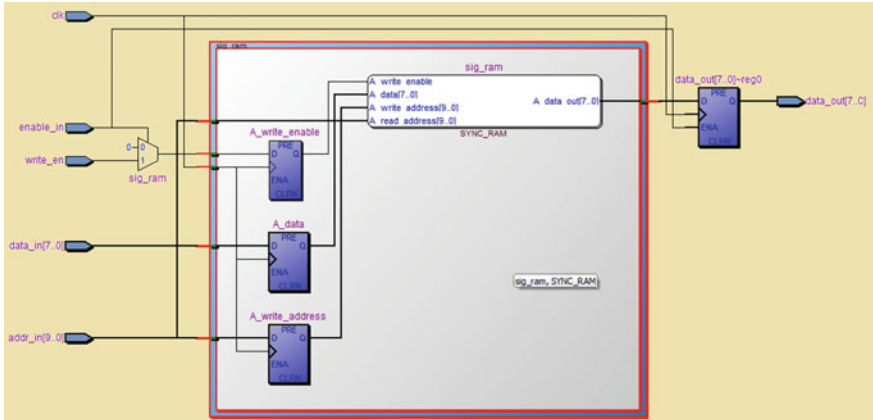 clk
enable_in
write_en
data_in[7..0]
addr_in[9..0]
0
0
1
sig_ram
sig_ram
A_write_enable
PRE
D Q
ENA
CLRN
A_data
PRE
D Q
ENA
CLRN
A_write_address
PRE
D Q
ENA
CLRN
sig_ram
A write enable
A data[7..0]
A write address[9..0]
A read address[9..0]
A data out[7..0]
SYNC_RAM
sig_ram, SYNC_RAM
data_out[7..0]~reg0
PRE
D Q
ENA
CLRN
data_out[7..0]